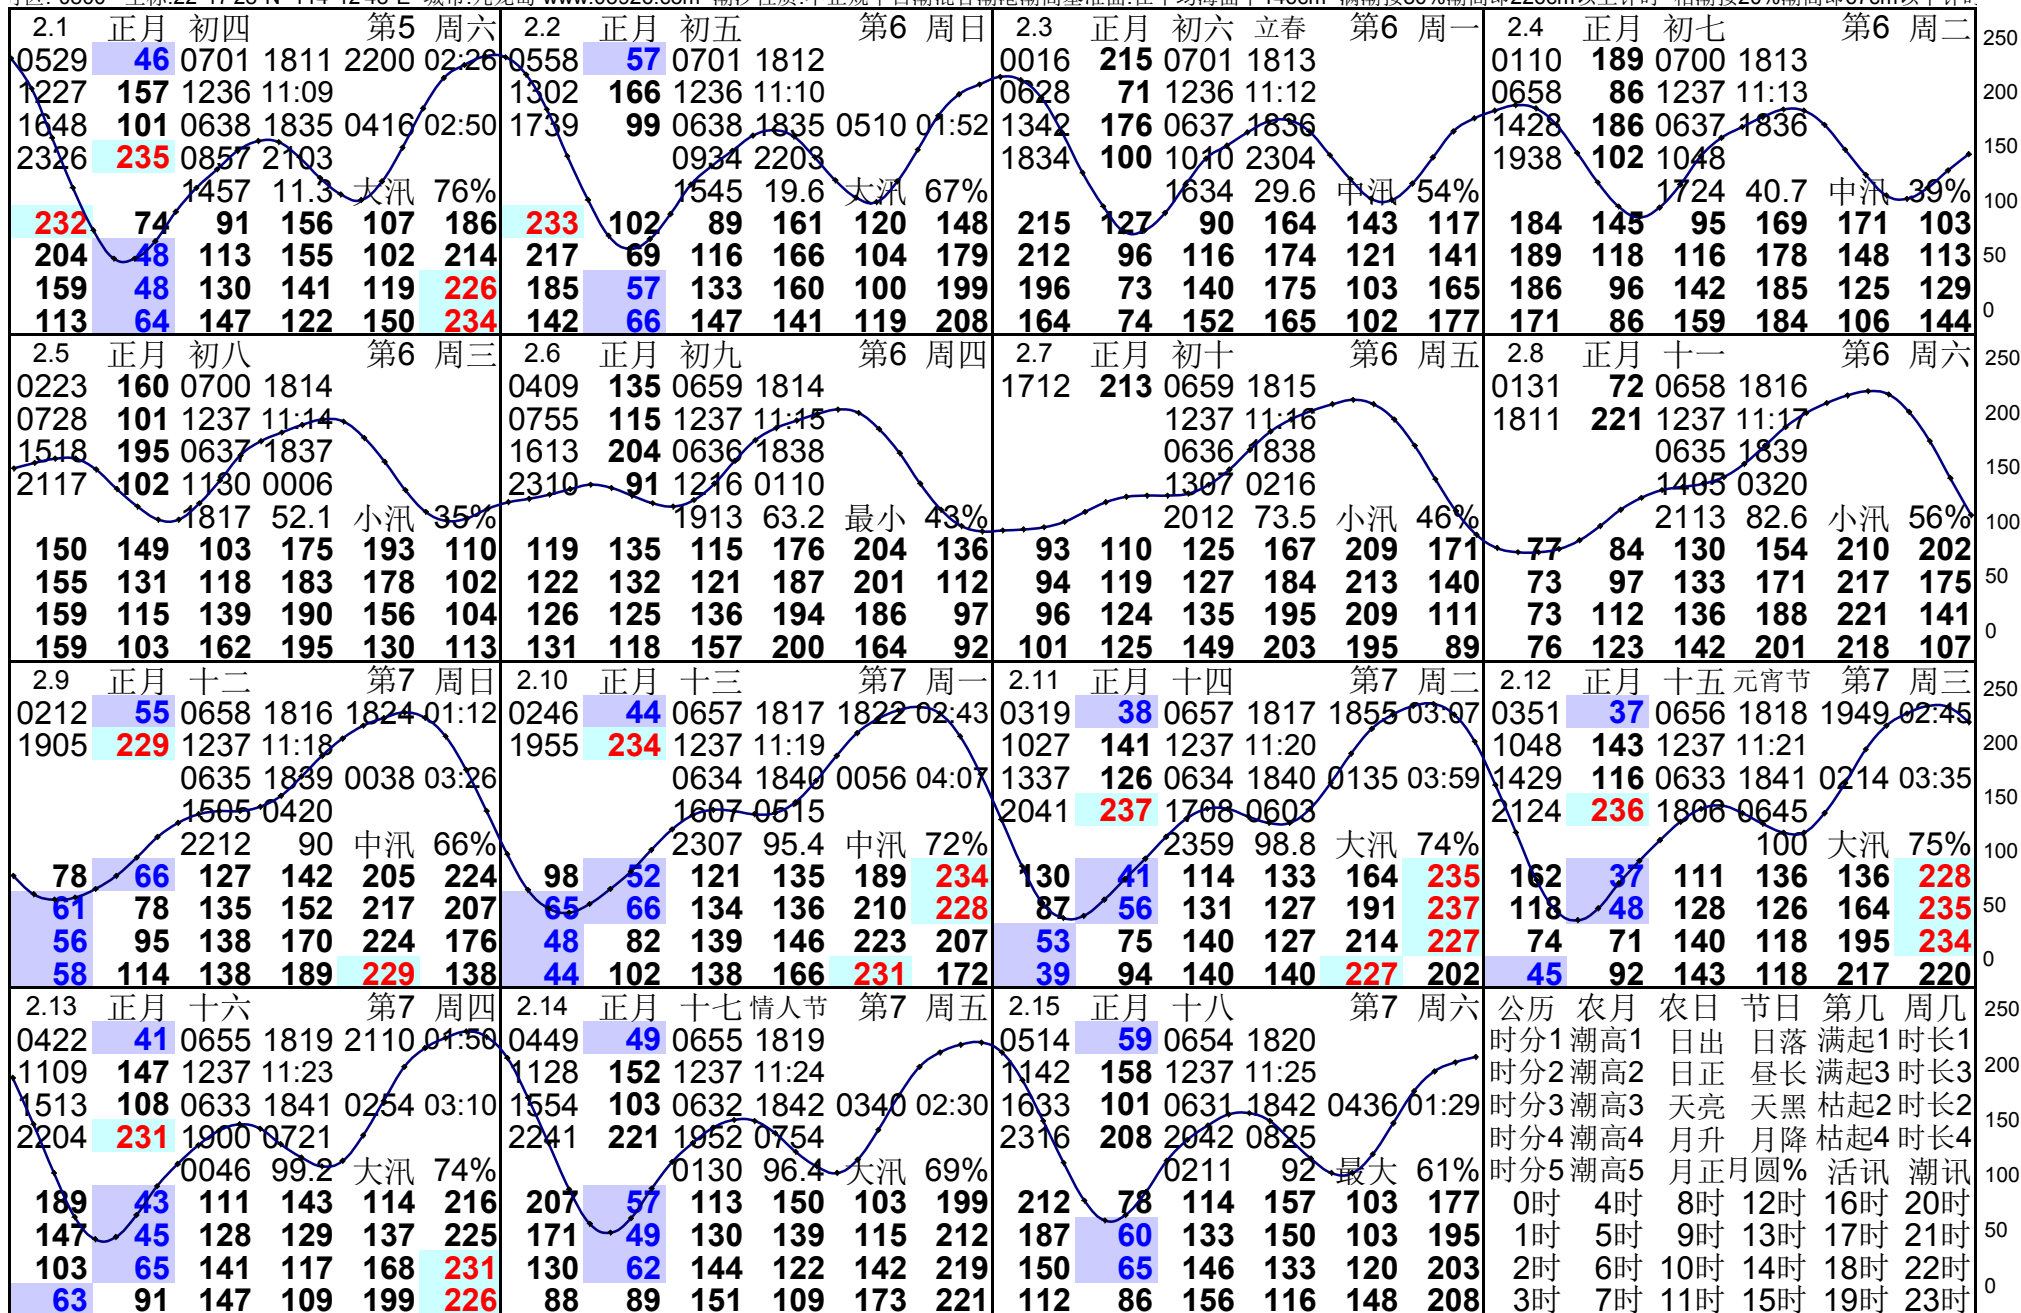 2.1 正月 初四 第5 周六
0529 46 0701 1811 2200 02:26
1227 157 1236 11:09
1648 101 0638 1835 0416 02:50
2326 235 0857 2103
1457 11.3 大汛 76%
232 74 91 156 107 186
204 48 113 155 102 214
159 48 130 141 119 226
113 64 147 122 150 234
2.2 正月 初五 第6 周日
0558 57 0701 1812
1302 166 1236 11:10
1739 99 0638 1835 0510 01:52
0934 2203
1545 19.6 大汛 67%
233 102 89 161 120 148
217 69 116 166 104 179
185 57 133 160 100 199
142 66 147 141 119 208
2.3 正月 初六 立春 第6 周一
0016 215 0701 1813
0628 71 1236 11:12
1342 176 0637 1836
1834 100 1010 2304
1634 29.6 中汛 54%
215 127 90 164 143 117
212 96 116 174 121 141
196 73 140 175 103 165
164 74 152 165 102 177
2.4 正月 初七 第6 周二
0110 189 0700 1813
0658 86 1237 11:13
1428 186 0637 1836
1938 102 1048
1724 40.7 中汛 39%
184 145 95 169 171 103
189 118 116 178 148 113
186 96 142 185 125 129
171 86 159 184 106 144
250
200
150
100
50
0
2.5 正月 初八 第6 周三
0223 160 0700 1814
0728 101 1237 11:14
1518 195 0637 1837
2117 102 1130 0006
1817 52.1 小汛 35%
150 149 103 175 193 110
155 131 118 183 178 102
159 115 139 190 156 104
159 103 162 195 130 113
2.6 正月 初九 第6 周四
0409 135 0659 1814
0755 115 1237 11:15
1613 204 0636 1838
2310 91 1216 0110
1913 63.2 最小 43%
119 135 115 176 204 136
122 132 121 187 201 112
126 125 136 194 186 97
131 118 157 200 164 92
2.7 正月 初十 第6 周五
1712 213 0659 1815
1237 11:16
0636 1838
1307 0216
2012 73.5 小汛 46%
93 110 125 167 209 171
94 119 127 184 213 140
96 124 135 195 209 111
101 125 149 203 195 89
2.8 正月 十一 第6 周六
0131 72 0658 1816
1811 221 1237 11:17
0635 1839
1405 0320
2113 82.6 小汛 56%
77 84 130 154 210 202
73 97 133 171 217 175
73 112 136 188 221 141
76 123 142 201 218 107
250
200
150
100
50
0
2.9 正月 十二 第7 周日
0212 55 0658 1816 1824 01:12
1905 229 1237 11:18
0635 1839 0038 03:26
1505 0420
2212 90 中汛 66%
78 66 127 142 205 224
61 78 135 152 217 207
56 95 138 170 224 176
58 114 138 189 229 138
2.10 正月 十三 第7 周一
0246 44 0657 1817 1822 02:43
1955 234 1237 11:19
0634 1840 0056 04:07
1607 0515
2307 95.4 中汛 72%
98 52 121 135 189 234
65 66 134 136 210 228
48 82 139 146 223 207
44 102 138 166 231 172
2.11 正月 十四 第7 周二
0319 38 0657 1817 1855 03:07
1027 141 1237 11:20
1337 126 0634 1840 0135 03:59
2041 237 1708 0603
2359 98.8 大汛 74%
130 41 114 133 164 235
87 56 131 127 191 237
53 75 140 127 214 227
39 94 140 140 227 202
2.12 正月 十五 元宵节 第7 周三
0351 37 0656 1818 1949 02:45
1048 143 1237 11:21
1429 116 0633 1841 0214 03:35
2124 236 1806 0645
100 大汛 75%
162 37 111 136 136 228
118 48 128 126 164 235
74 71 140 118 195 234
45 92 143 118 217 220
250
200
150
100
50
0
2.13 正月 十六 第7 周四
0422 41 0655 1819 2110 01:50
1109 147 1237 11:23
1513 108 0633 1841 0254 03:10
2204 231 1900 0721
0046 99.2 大汛 74%
189 43 111 143 114 216
147 45 128 129 137 225
103 65 141 117 168 231
63 91 147 109 199 226
2.14 正月 十七 情人节 第7 周五
0449 49 0655 1819
1128 152 1237 11:24
1554 103 0632 1842 0340 02:30
2241 221 1952 0754
0130 96.4 大汛 69%
207 57 113 150 103 199
171 49 130 139 115 212
130 62 144 122 142 219
88 89 151 109 173 221
2.15 正月 十八 第7 周六
0514 59 0654 1820
1142 158 1237 11:25
1633 101 0631 1842 0436 01:29
2316 208 2042 0825
0211 92 最大 61%
212 78 114 157 103 177
187 60 133 150 103 195
150 65 146 133 120 203
112 86 156 116 148 208
公历 农月 农日 节日 第几 周几
时分1 潮高1 日出 日落 满起1 时长1
时分2 潮高2 日正 昼长 满起3 时长3
时分3 潮高3 天亮 天黑 枯起2 时长2
时分4 潮高4 月升 月降 枯起4 时长4
时分5 潮高5 月正 月圆% 活讯 潮讯
0时 4时 8时 12时 16时 20时
1时 5时 9时 13时 17时 21时
2时 6时 10时 14时 18时 22时
3时 7时 11时 15时 19时 23时
250
200
150
100
50
0